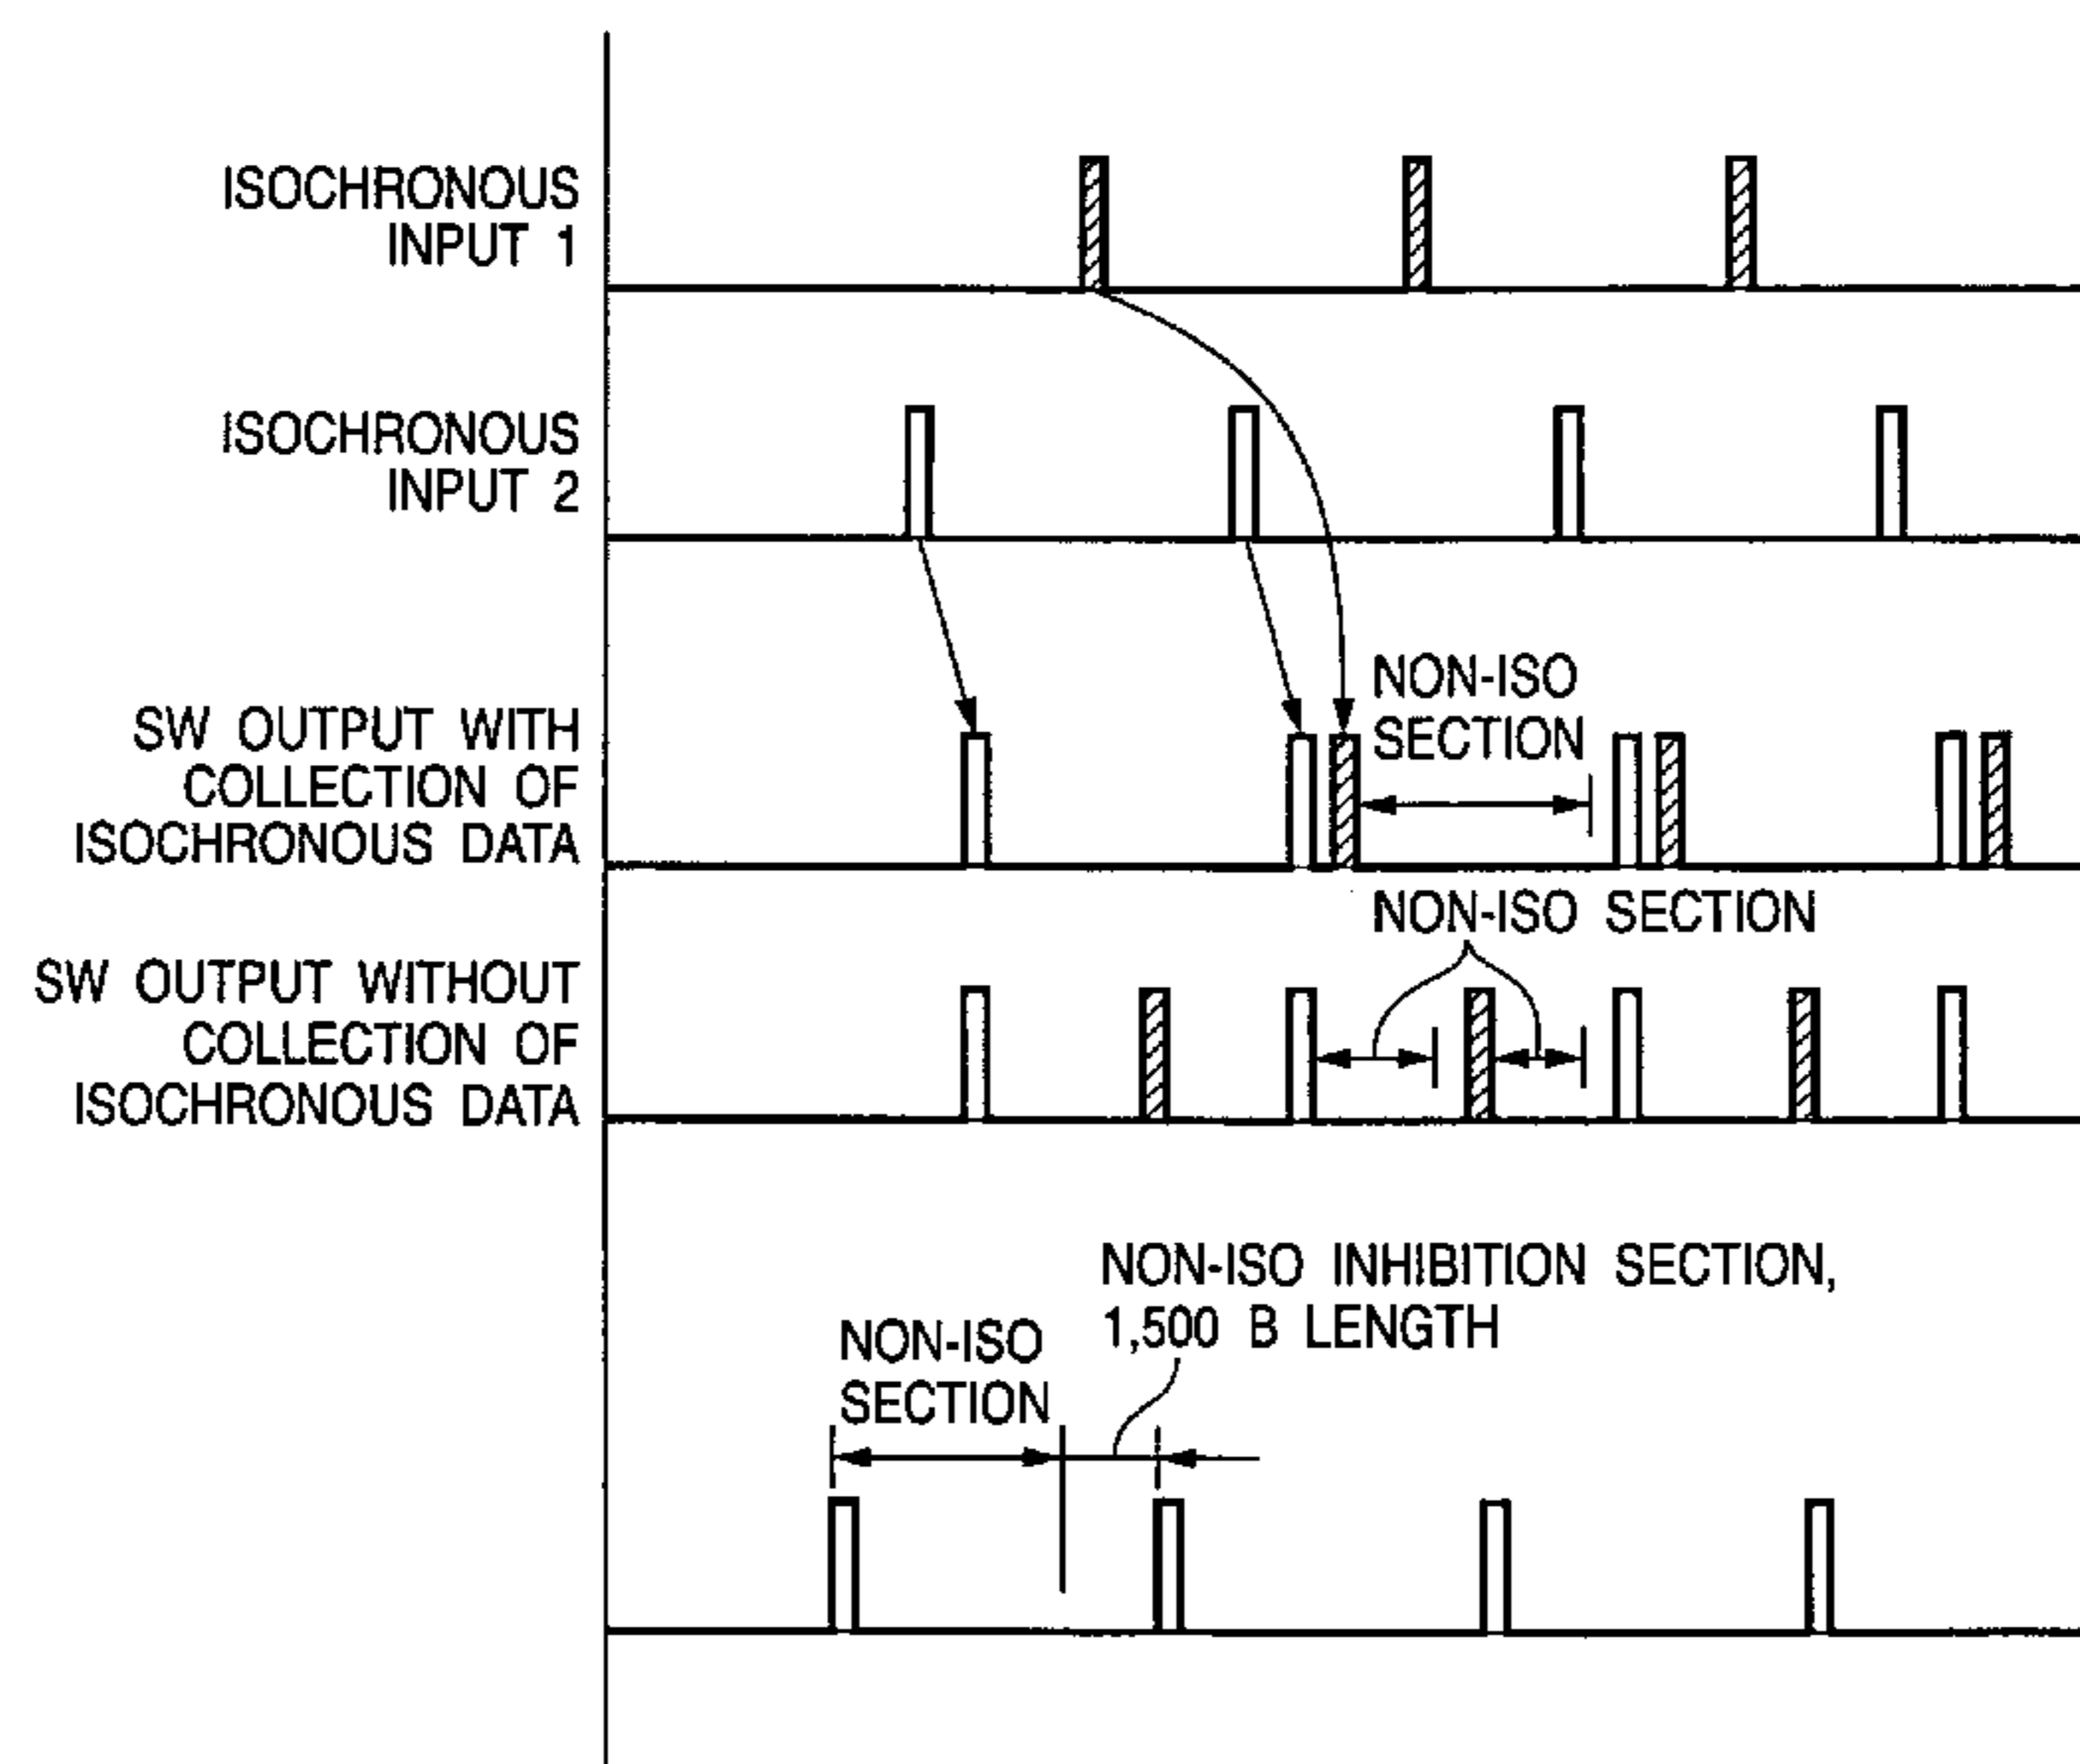 ISOCHRONOUS
INPUT 1
ISOCHRONOUS
INPUT 2
NON-ISO
SECTION
SW OUTPUT WITH
COLLECTION OF
ISOCHRONOUS DATA
NON-ISO SECTION
SW OUTPUT WITHOUT
COLLECTION OF
ISOCHRONOUS DATA
NON-ISO INHIBITION SECTION,
1,500 B LENGTH
NON-ISO
SECTION